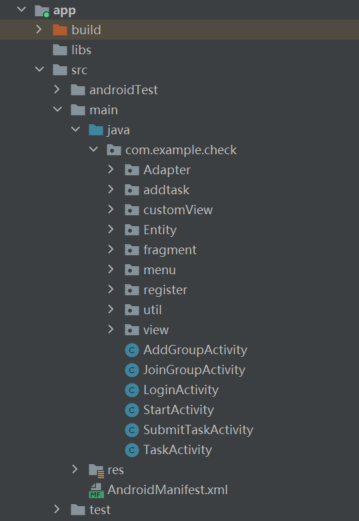 app
build
libs
src
androidTest
main
java
com.example.check
Adapter
addtask
customView
Entity
fragment
menu
register
util
view
C AddGroupActivity
C JoinGroupActivity
C LoginActivity
C StartActivity
C SubmitTaskActivity
C TaskActivity
res
MF AndroidManifest.xml
test